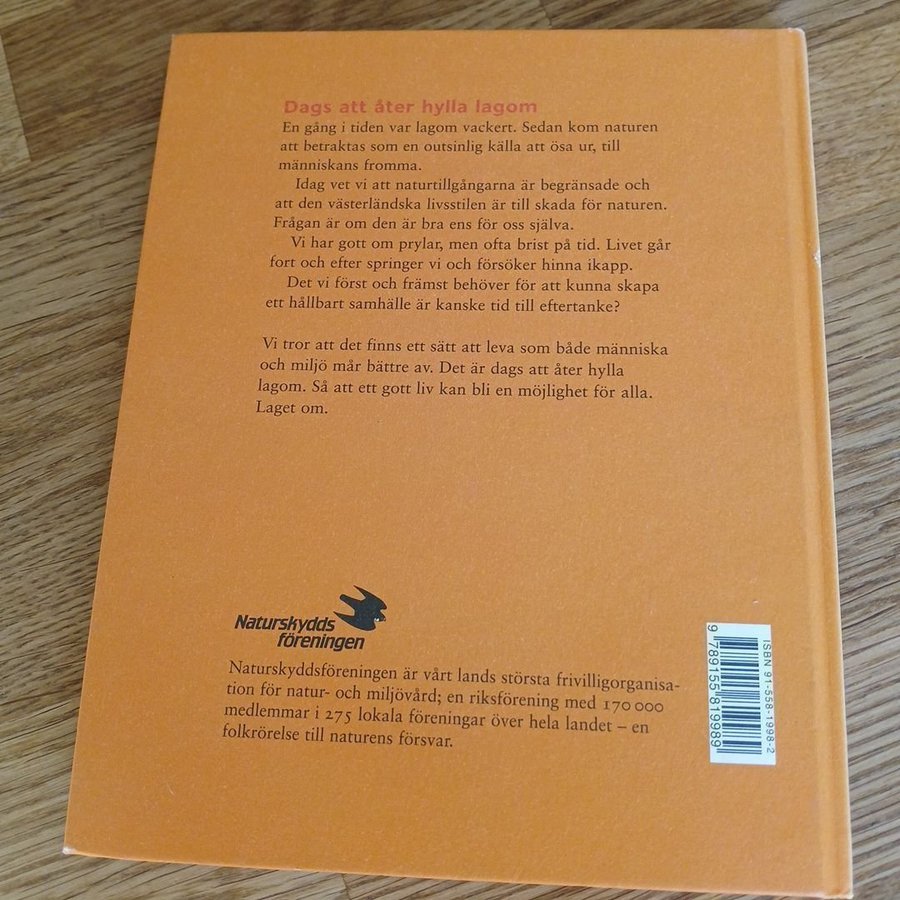 Dags att åter hylla lagom
En gång i tiden var lagom vackert. Sedan kom naturen
att betraktas som en outsinlig källa att ösa ur, till
människans fromma.
Idag vet vi att naturtillgångarna är begränsade och
att den västerländska livsstilen är till skada för naturen.
Frågan är om den är bra ens för oss själva.
Vi har gott om prylar, men ofta brist på tid. Livet går
fort och efter springer vi och försöker hinna ikapp.
Det vi först och främst behöver för att kunna skapa
ett hållbart samhälle är kanske tid till eftertanke?
Vi tror att det finns ett sätt att leva som både människa
och miljö mår bättre av. Det är dags att åter hylla
lagom. Så att ett gott liv kan bli en möjlighet för alla.
Laget om.
Naturskydds
föreningen
Naturskyddsföreningen är vårt lands största frivilligorganisa-
tion för natur- och miljövård; en riksförening med 170 000
medlemmar i 275 lokala föreningar över hela landet – en
folkrörelse till naturens försvar.
ISBN 91-558-1998-2
9 789155 819989